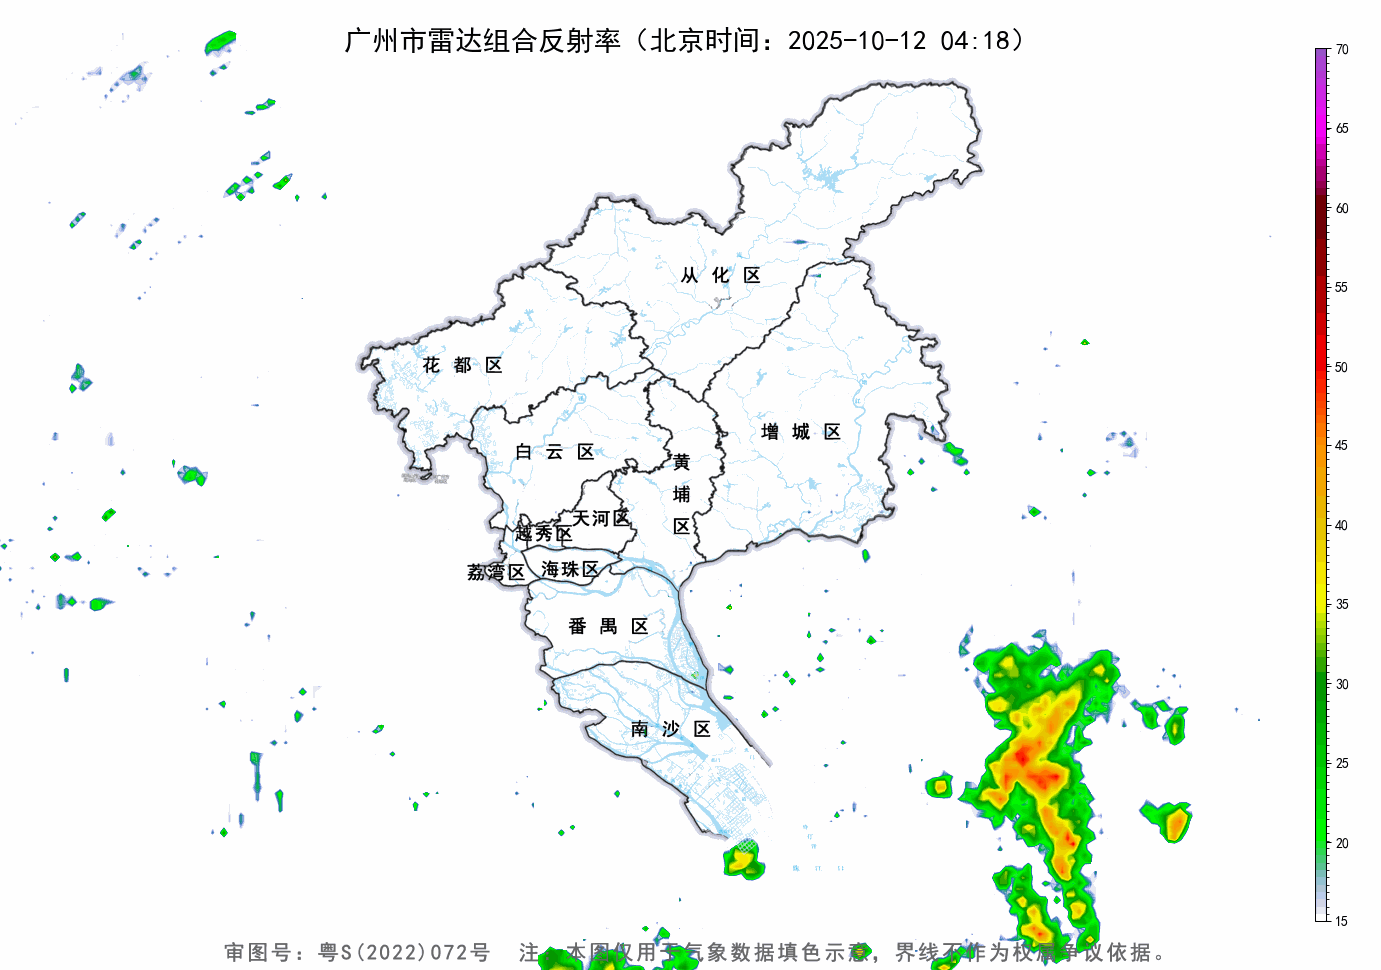 广州市雷达组合反射率（北京时间：2025-10-12 04:18）
70
65
60
55
50
45
40
35
30
25
20
15
从化区
花都区
增城区
白云区
黄埔区
天河区
越秀区
荔湾区
海珠区
番禺区
南沙区
审图号：粤S(2022)072号 注：本图仅用于气象数据填色示意，界线不作为权属争议依据。